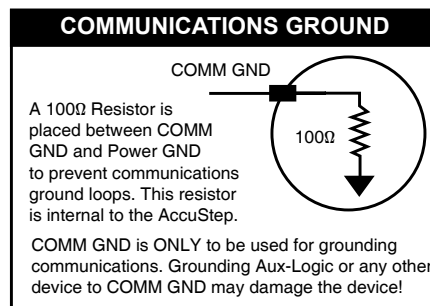 COMMUNICATIONS GROUND
COMM GND
A 100Ω Resistor is
placed between COMM
GND and Power GND
to prevent communications
ground loops. This resistor
is internal to the AccuStep.
100Ω
COMM GND is ONLY to be used for grounding
communications. Grounding Aux-Logic or any other
device to COMM GND may damage the device!